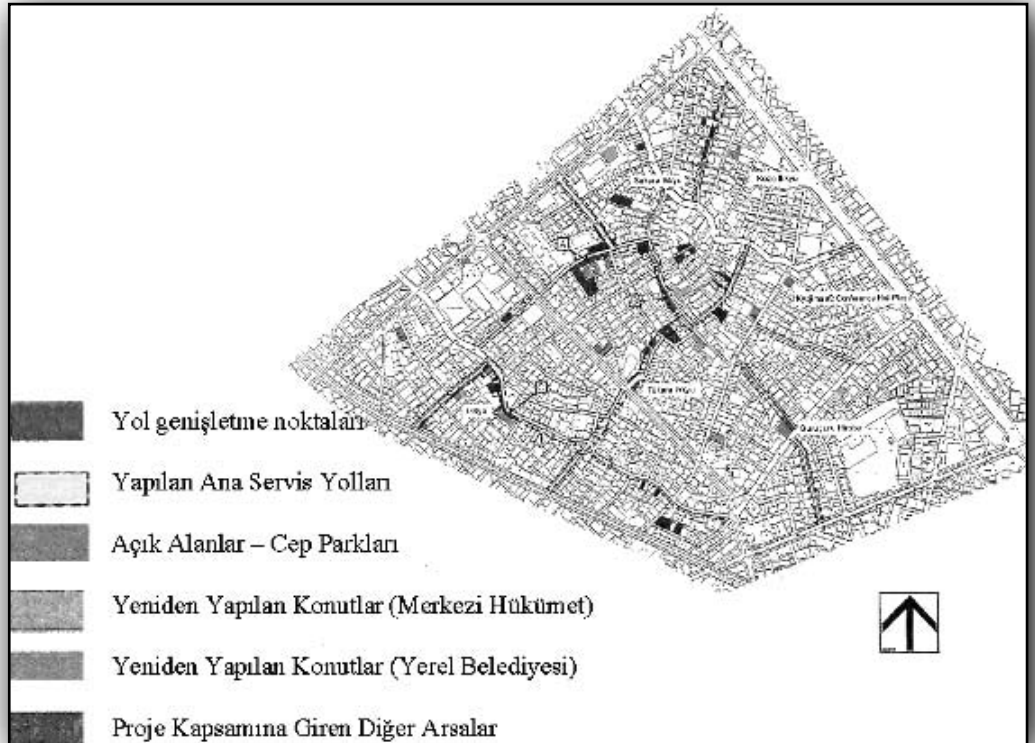 Yol genişletme noktaları
Yapılan Ana Servis Yolları
Açık Alanlar – Cep Parkları
Yeniden Yapılan Konutlar (Merkezi Hükümet)
Yeniden Yapılan Konutlar (Yerel Belediyesi)
Proje Kapsamına Giren Diğer Arsalar